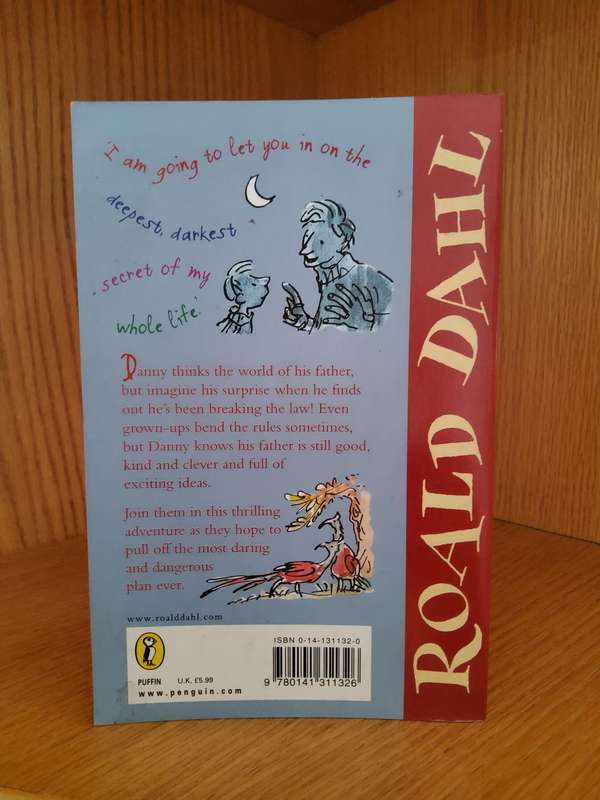 'I am going to let you in on the
deepest, darkest
secret of my
whole life'
Danny thinks the world of his father,
but imagine his surprise when he finds
out he's been breaking the law! Even
grown-ups bend the rules sometimes,
but Danny knows his father is still good,
kind and clever and full of
exciting ideas.
Join them in this thrilling
adventure as they hope to
pull off the most daring
and dangerous
plan ever.
www.roalddahl.com
ISBN 0-14-131132-0
PUFFIN U.K. £5.99
www.penguin.com
9 780141 311326
ROALD DAHL